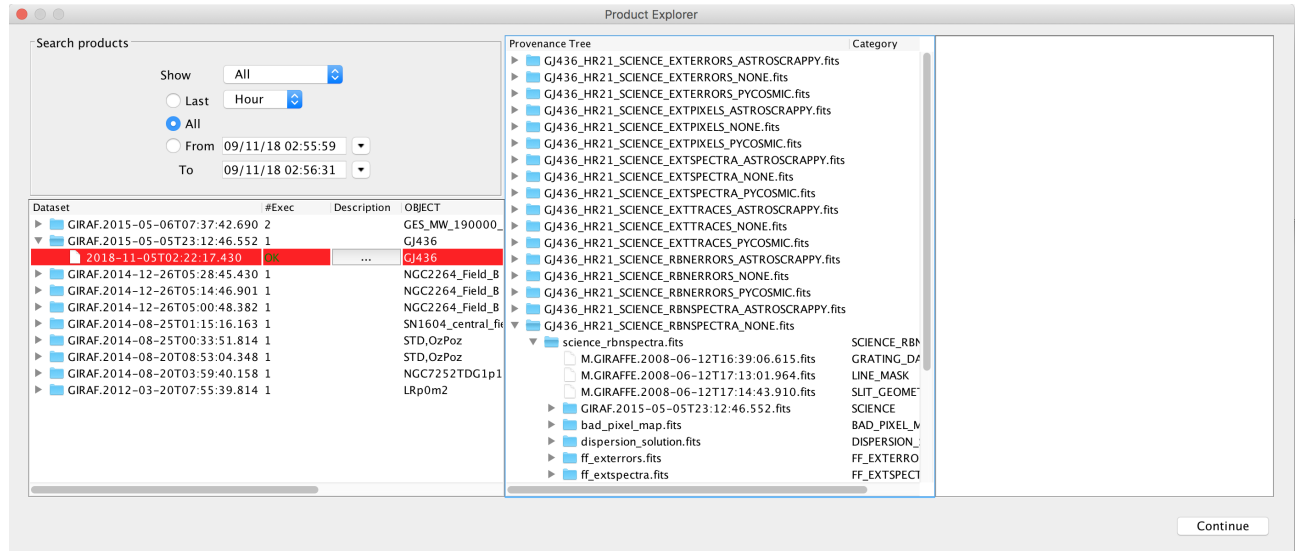 Product Explorer
Search products
Show All
Last Hour
All
From 09/11/18 02:55:59
To 09/11/18 02:56:31
Dataset #Exec Description OBJECT
GIRAF.2015-05-06T07:37:42.690 2 GES_MW_190000_
GIRAF.2015-05-05T23:12:46.552 1 GJ436
2018-11-05T02:22:17.430 OK ... GJ436
GIRAF.2014-12-26T05:28:45.430 1 NGC2264_Field_B
GIRAF.2014-12-26T05:14:46.901 1 NGC2264_Field_B
GIRAF.2014-12-26T05:00:48.382 1 NGC2264_Field_B
GIRAF.2014-08-25T01:15:16.163 1 SN1604_central_fie
GIRAF.2014-08-25T00:33:51.814 1 STD,OzPoz
GIRAF.2014-08-20T08:53:04.348 1 STD,OzPoz
GIRAF.2014-08-20T03:59:40.158 1 NGC7252TDG1p1
GIRAF.2012-03-20T07:55:39.814 1 LRp0m2
Provenance Tree Category
GJ436_HR21_SCIENCE_EXTERRORS_ASTROSCRAPPY.fits
GJ436_HR21_SCIENCE_EXTERRORS_NONE.fits
GJ436_HR21_SCIENCE_EXTERRORS_PYCOSMIC.fits
GJ436_HR21_SCIENCE_EXTPIXELS_ASTROSCRAPPY.fits
GJ436_HR21_SCIENCE_EXTPIXELS_NONE.fits
GJ436_HR21_SCIENCE_EXTPIXELS_PYCOSMIC.fits
GJ436_HR21_SCIENCE_EXTSPECTRA_ASTROSCRAPPY.fits
GJ436_HR21_SCIENCE_EXTSPECTRA_NONE.fits
GJ436_HR21_SCIENCE_EXTSPECTRA_PYCOSMIC.fits
GJ436_HR21_SCIENCE_EXTTRACES_ASTROSCRAPPY.fits
GJ436_HR21_SCIENCE_EXTTRACES_NONE.fits
GJ436_HR21_SCIENCE_EXTTRACES_PYCOSMIC.fits
GJ436_HR21_SCIENCE_RBNERRORS_ASTROSCRAPPY.fits
GJ436_HR21_SCIENCE_RBNERRORS_NONE.fits
GJ436_HR21_SCIENCE_RBNERRORS_PYCOSMIC.fits
GJ436_HR21_SCIENCE_RBNSPECTRA_ASTROSCRAPPY.fits
GJ436_HR21_SCIENCE_RBNSPECTRA_NONE.fits
science_rbnspectra.fits SCIENCE_RBN
M.GIRAFFE.2008-06-12T16:39:06.615.fits GRATING_DA
M.GIRAFFE.2008-06-12T17:13:01.964.fits LINE_MASK
M.GIRAFFE.2008-06-12T17:14:43.910.fits SLIT_GEOMET
GIRAF.2015-05-05T23:12:46.552.fits SCIENCE
bad_pixel_map.fits BAD_PIXEL_M
dispersion_solution.fits DISPERSION_
ff_exterrors.fits FF_EXTERRO
ff_extspectra.fits FF_EXTSPECT
Continue